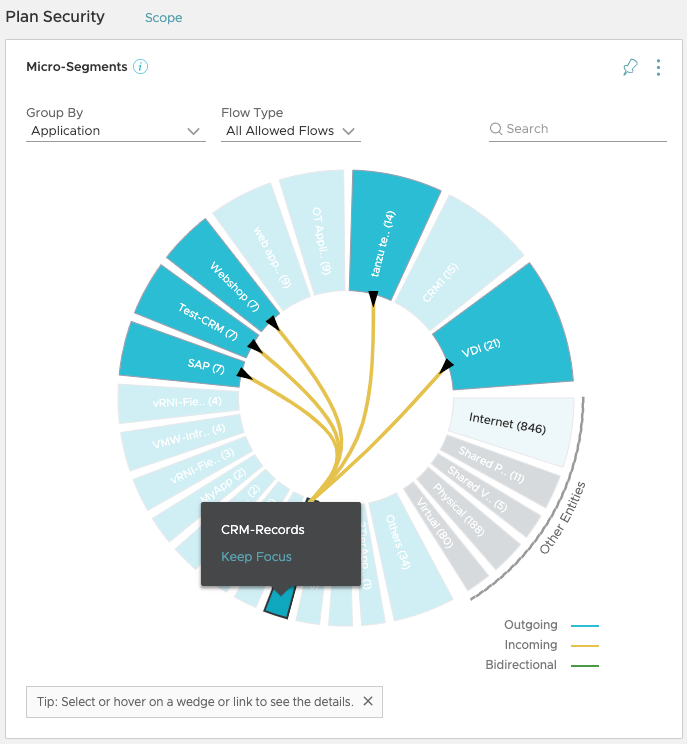 Plan Security
Scope
Micro-Segments
i
Group By
Application
Flow Type
All Allowed Flows
Search
OT Appli.. (9)
tanzu te.. (14)
web app.. (9)
CRM1 (15)
Webshop (7)
VDI (21)
Test-CRM (7)
SAP (7)
vRNI-Fie.. (4)
Internet (846)
VMW-Infr.. (4)
Shared P.. (11)
vRNI-Fie.. (3)
Shared V.. (5)
MyApp (2)
Physical (188)
(2)
Virtual (80)
Others (34)
Other Entities
CRM-Records
Keep Focus
Outgoing
Incoming
Bidirectional
Tip: Select or hover on a wedge or link to see the details.